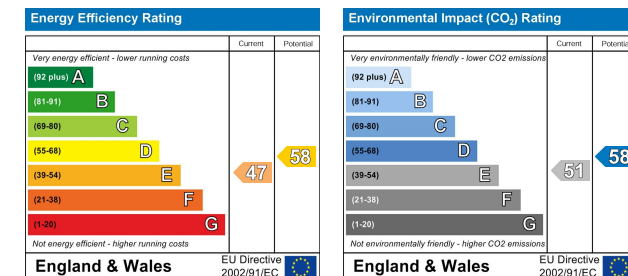 Energy Efficiency Rating
Current Potential
Very energy efficient - lower running costs
(92 plus) A
(81-91) B
(69-80) C
(55-68) D
(39-54) E
(21-38) F
(1-20) G
47
58
Not energy efficient - higher running costs
England & Wales
EU Directive
2002/91/EC
Environmental Impact (CO₂) Rating
Current Potential
Very environmentally friendly - lower CO2 emissions
(92 plus) A
(81-91) B
(69-80) C
(55-68) D
(39-54) E
(21-38) F
(1-20) G
51
58
Not environmentally friendly - higher CO2 emissions
England & Wales
EU Directive
2002/91/EC